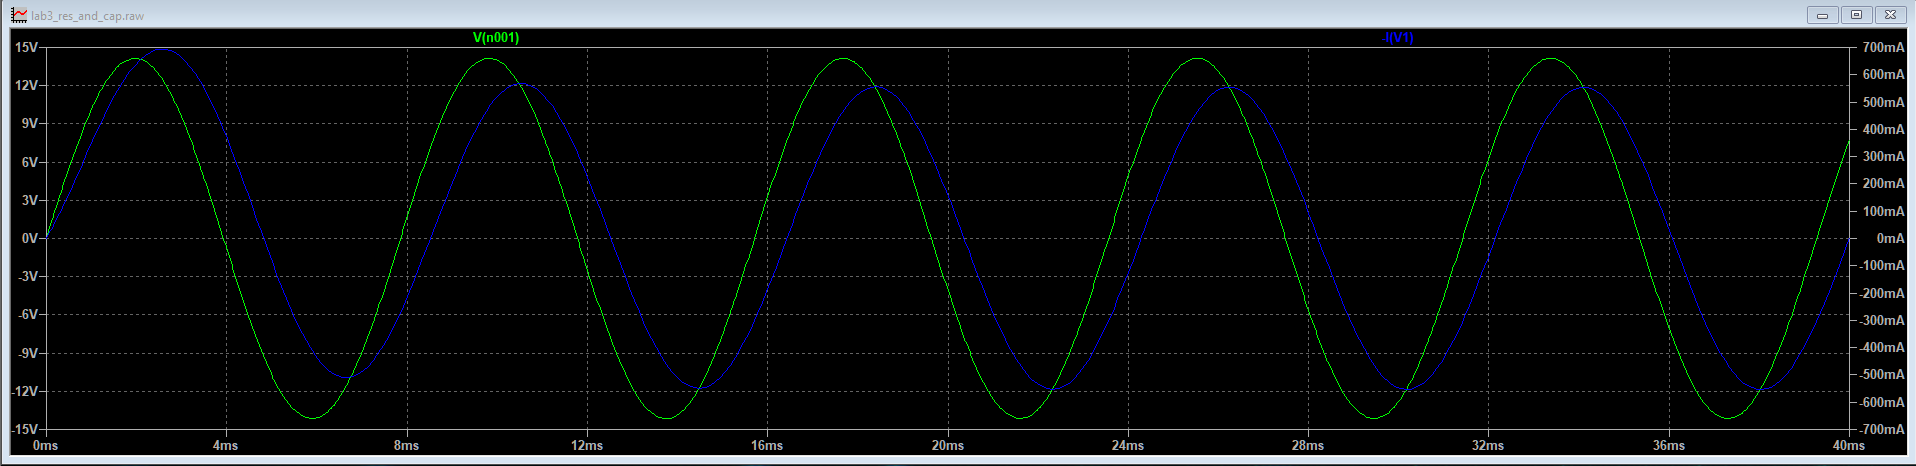 lab3_res_and_cap.raw
V(n001) -I(V1)
15V 700mA
600mA
12V
500mA
9V 400mA
300mA
6V
200mA
3V
100mA
0V 0mA
-100mA
-3V
-200mA
-6V
-300mA
-9V -400mA
-500mA
-12V
-600mA
-15V -700mA
0ms 4ms 8ms 12ms 16ms 20ms 24ms 28ms 32ms 36ms 40ms